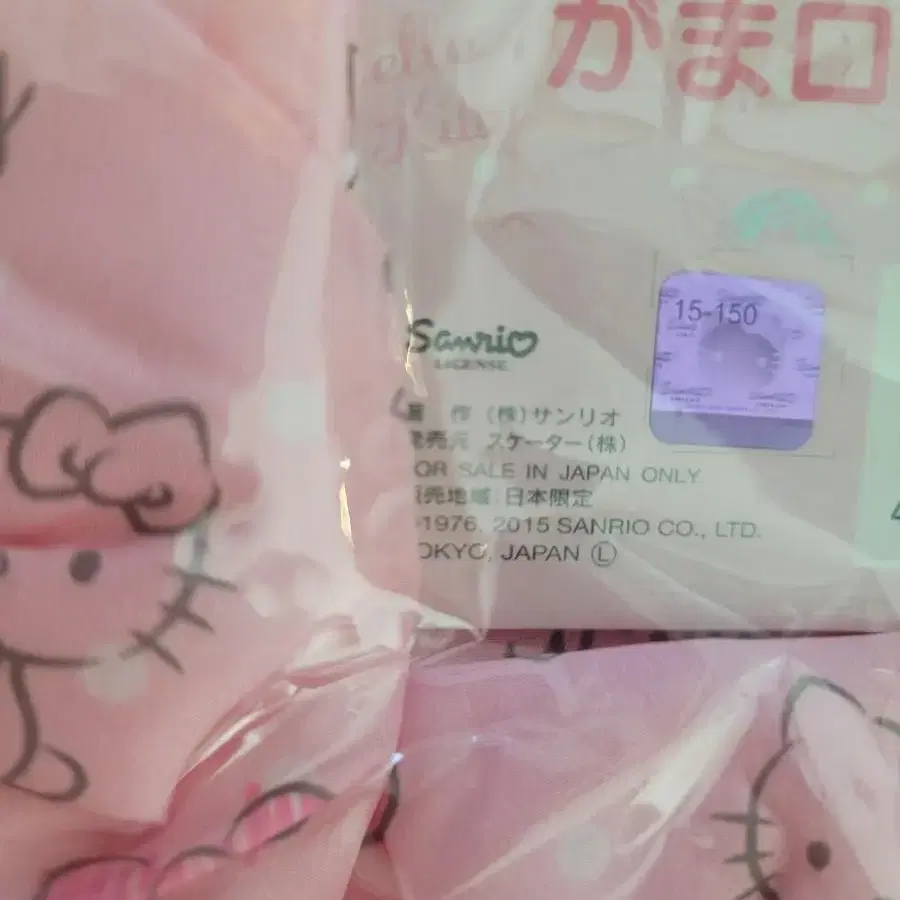 がま口
15-150
Sanrio
LICENSE
作 (株)サンリオ
売元 スケーター(株)
OR SALE IN JAPAN ONLY
売地域:日本限定
1976, 2015 SANRIO CO., LTD.
OKYO, JAPAN Ⓛ